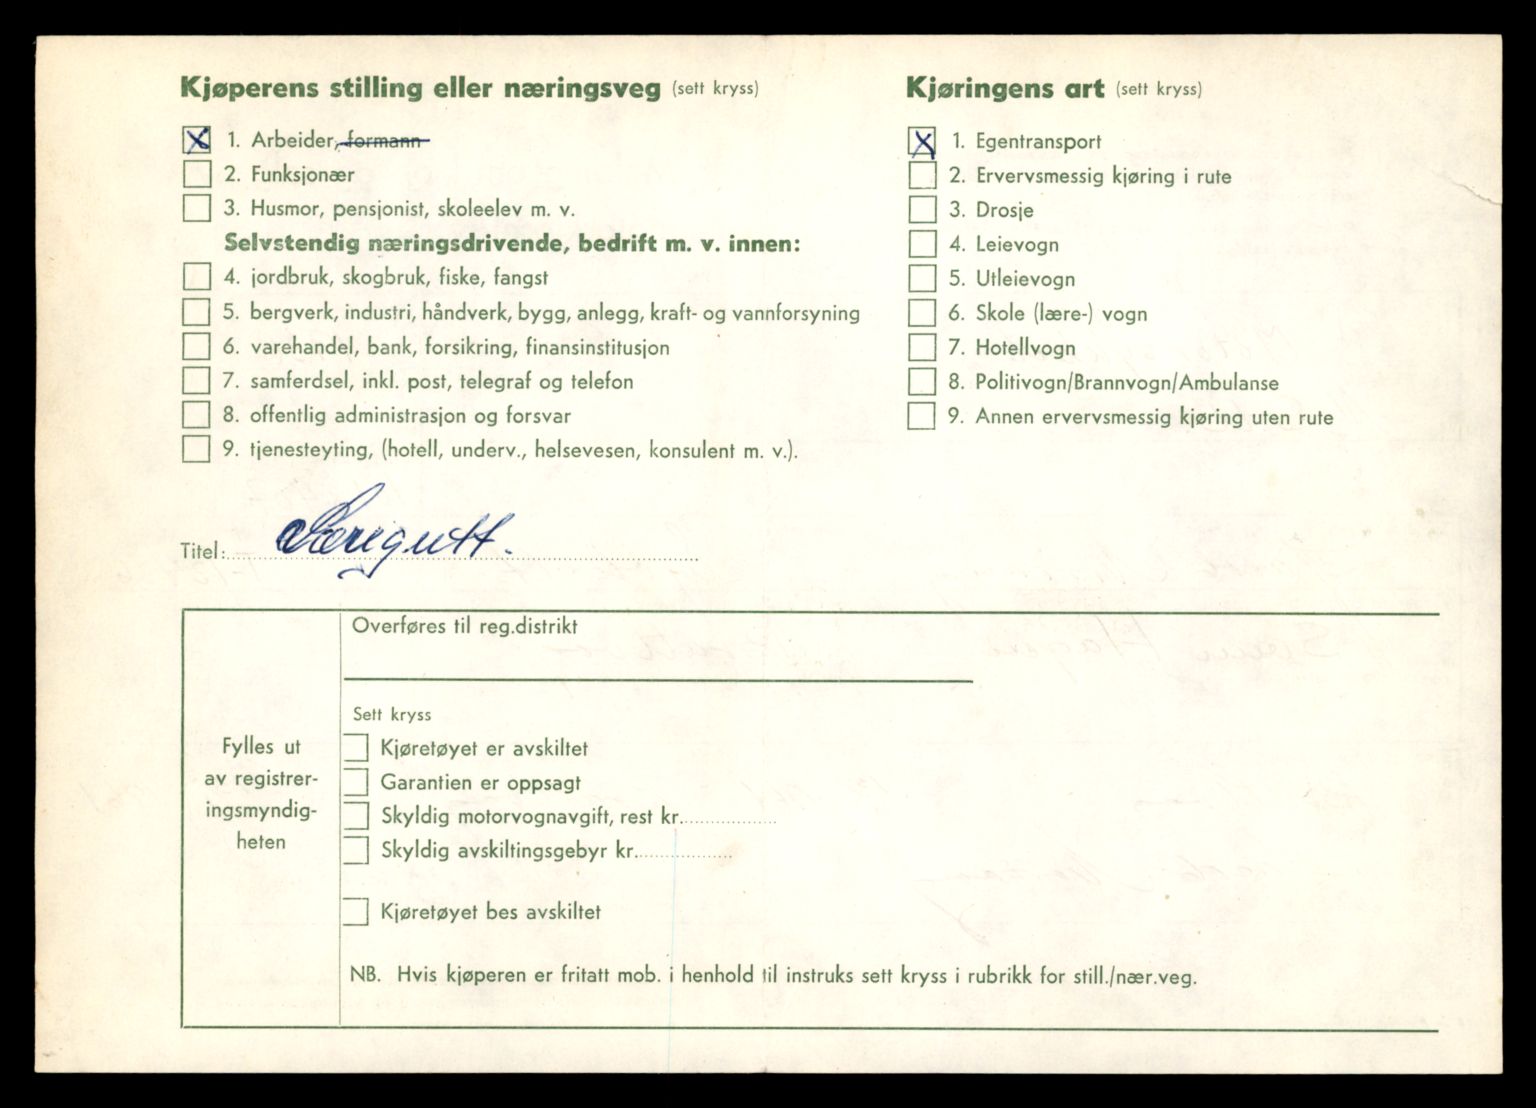 Kjøperens stilling eller næringsveg (sett kryss)
1. Arbeider, formann
2. Funksjonær
3. Husmor, pensjonist, skoleelev m. v.
Selvstendig næringsdrivende, bedrift m. v. innen:
4. jordbruk, skogbruk, fiske, fangst
5. bergverk, industri, håndverk, bygg, anlegg, kraft- og vannforsyning
6. varehandel, bank, forsikring, finansinstitusjon
7. samferdsel, inkl. post, telegraf og telefon
8. offentlig administrasjon og forsvar
9. tjenesteyting, (hotell, underv., helsevesen, konsulent m. v.).
Kjøringens art (sett kryss)
1. Egentransport
2. Ervervsmessig kjøring i rute
3. Drosje
4. Leievogn
5. Utleievogn
6. Skole (lære-) vogn
7. Hotellvogn
8. Politivogn/Brannvogn/Ambulanse
9. Annen ervervsmessig kjøring uten rute
Titel: Læregutt.
Fylles ut
av registrer-
ingsmyndig-
heten
Overføres til reg.distrikt
Sett kryss
Kjøretøyet er avskiltet
Garantien er oppsagt
Skyldig motorvognavgift, rest kr.
Skyldig avskiltingsgebyr kr.
Kjøretøyet bes avskiltet
NB. Hvis kjøperen er fritatt mob. i henhold til instruks sett kryss i rubrikk for still./nær.veg.